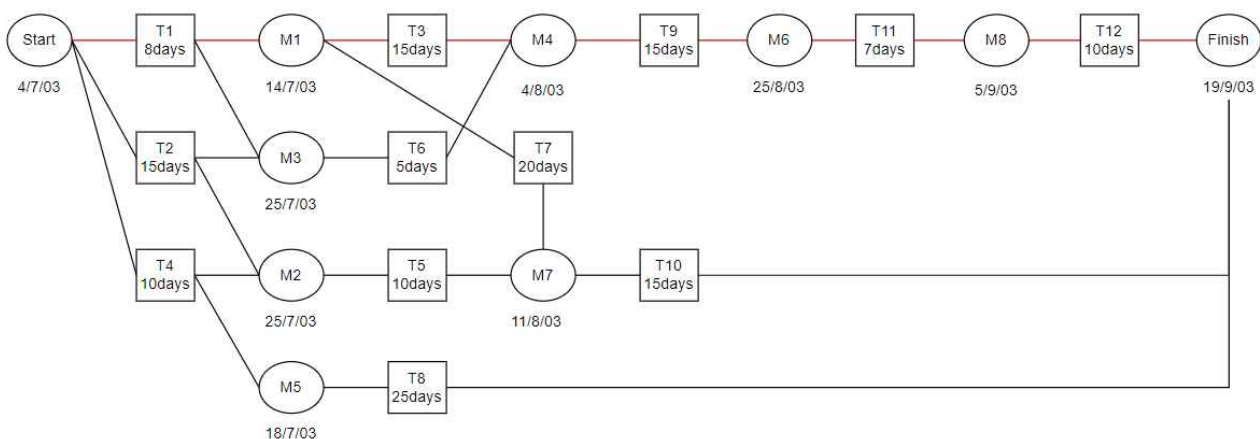 Start
T1
8days
M1
T3
15days
M4
T9
15days
M6
T11
7days
M8
T12
10days
Finish
4/7/03
14/7/03
4/8/03
25/8/03
5/9/03
19/9/03
T2
15days
M3
T6
5days
T7
20days
25/7/03
T4
10days
M2
T5
10days
M7
T10
15days
25/7/03
11/8/03
M5
T8
25days
18/7/03